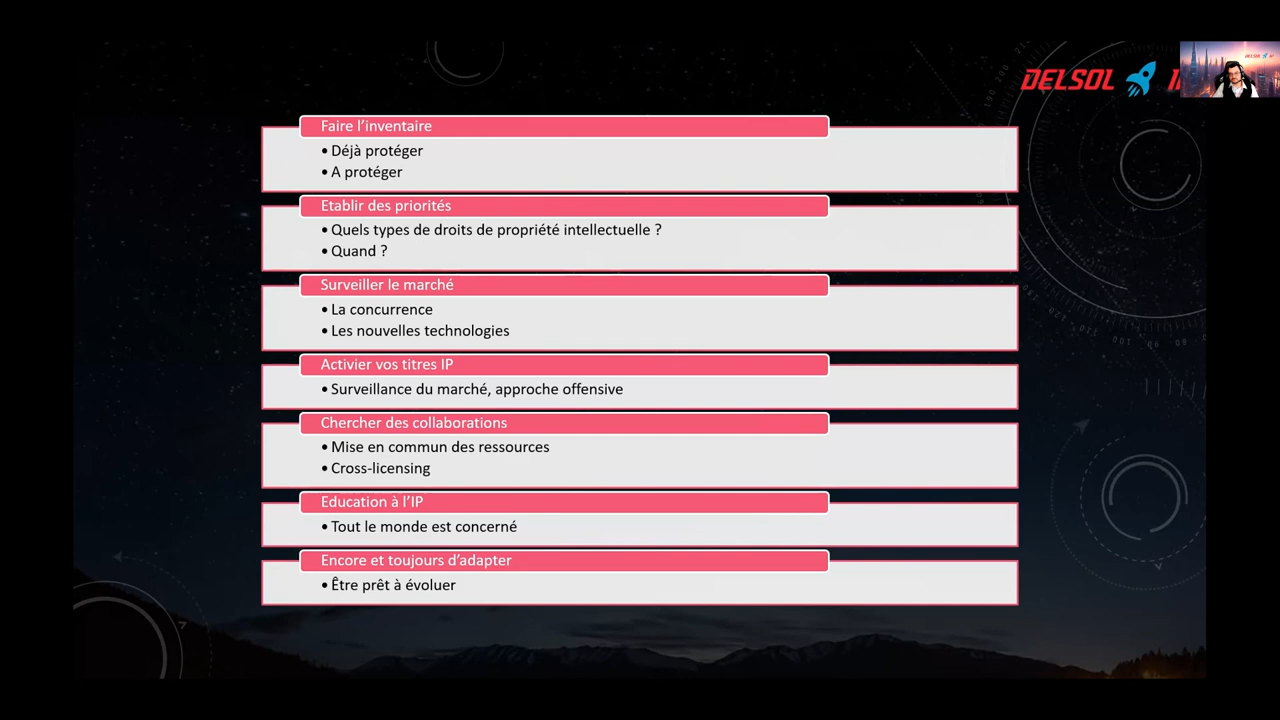 DELSOL
Faire l'inventaire
• Déjà protéger
• A protéger
Etablir des priorités
• Quels types de droits de propriété intellectuelle ?
• Quand ?
Surveiller le marché
• La concurrence
• Les nouvelles technologies
Activier vos titres IP
• Surveillance du marché, approche offensive
Chercher des collaborations
• Mise en commun des ressources
• Cross-licensing
Education à l'IP
• Tout le monde est concerné
Encore et toujours d'adapter
• Être prêt à évoluer